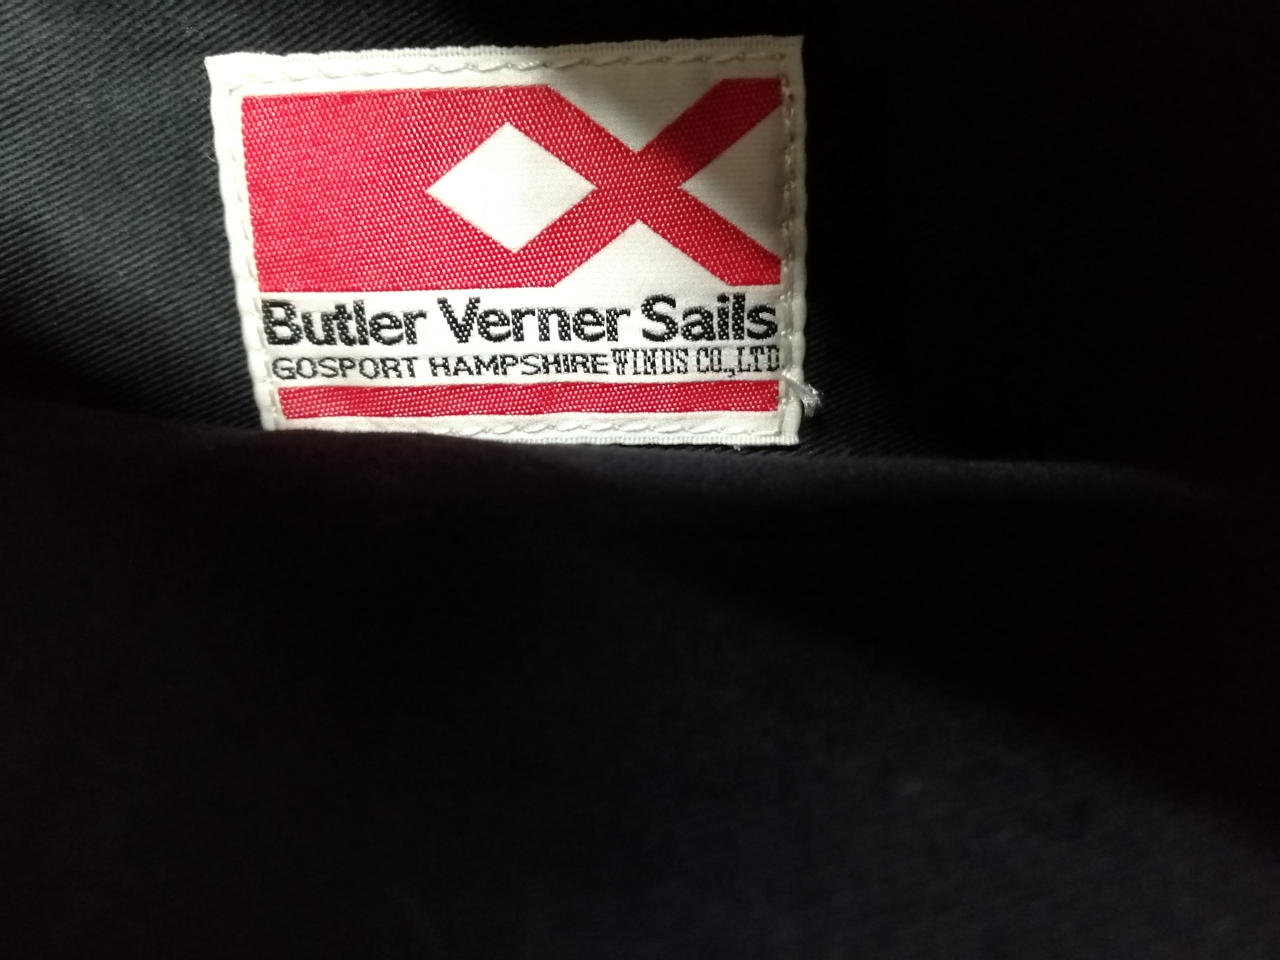 Butler Verner Sails
GOSPORT HAMPSHIRE WINDS CO.,LTD